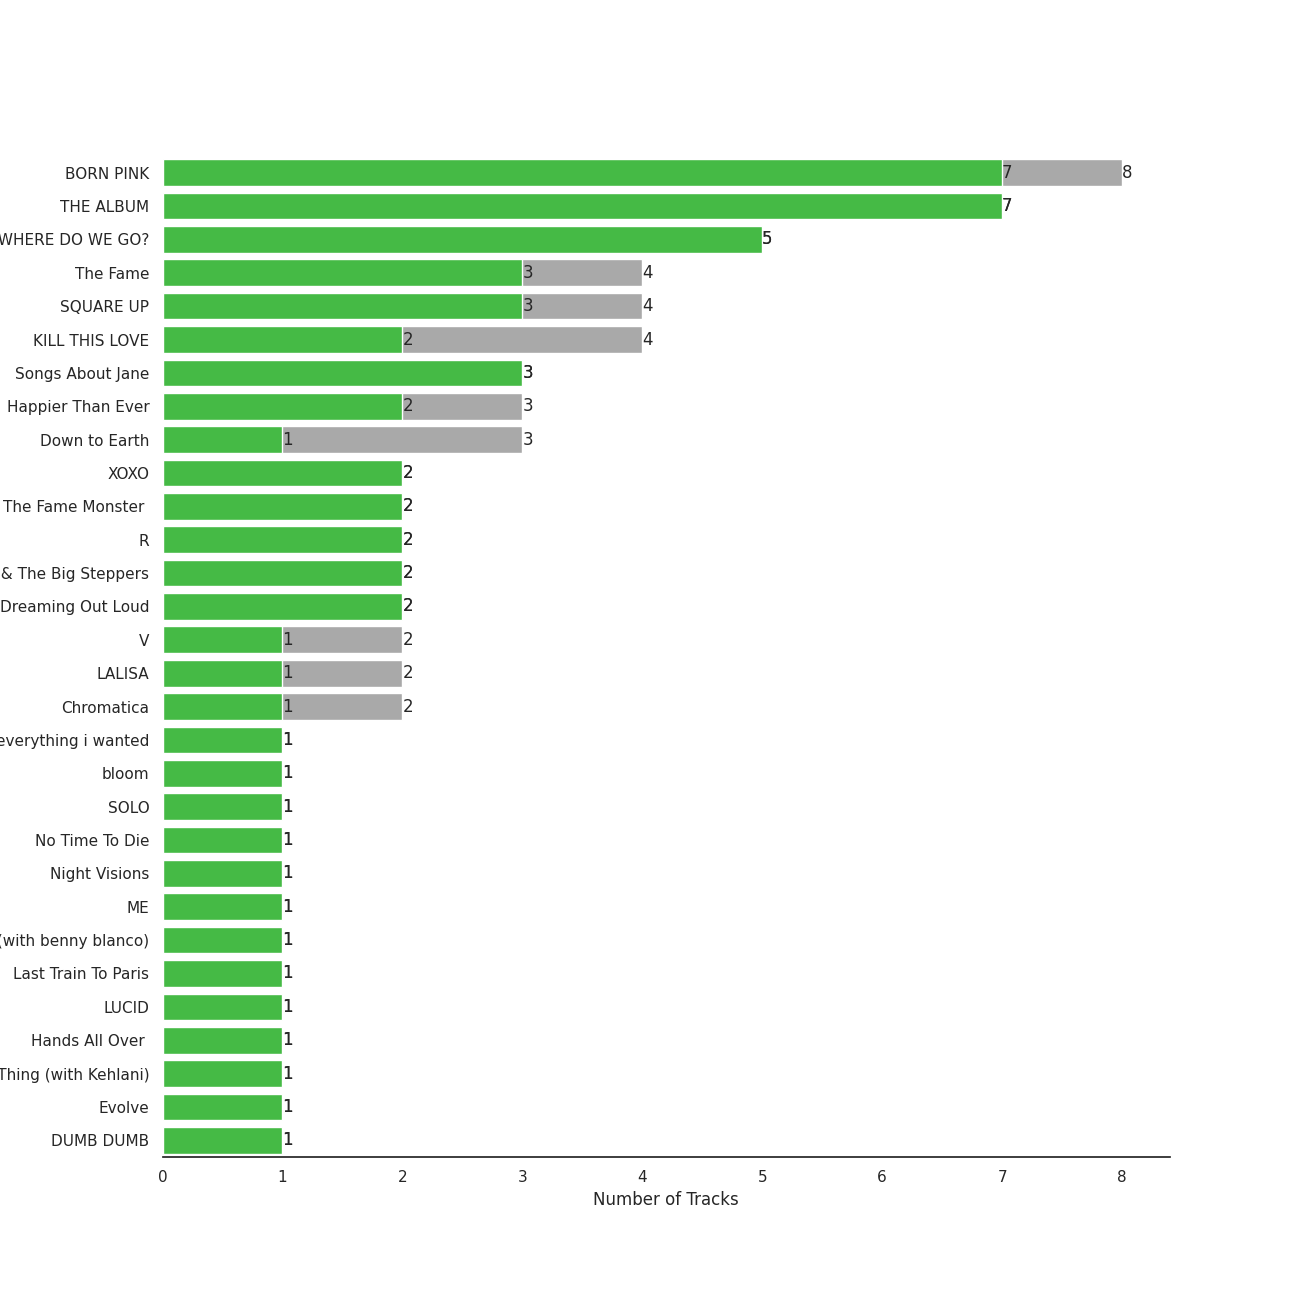 BORN PINK 7 8
THE ALBUM 7
WHERE DO WE GO? 5
The Fame 3 4
SQUARE UP 3 4
KILL THIS LOVE 2 4
Songs About Jane 3
Happier Than Ever 2 3
Down to Earth 1 3
XOXO 2
The Fame Monster 2
R 2
& The Big Steppers 2
Dreaming Out Loud 2
V 1 2
LALISA 1 2
Chromatica 1 2
everything i wanted 1
bloom 1
SOLO 1
No Time To Die 1
Night Visions 1
ME 1
(with benny blanco) 1
Last Train To Paris 1
LUCID 1
Hands All Over 1
Thing (with Kehlani) 1
Evolve 1
DUMB DUMB 1
0 1 2 3 4 5 6 7 8
Number of Tracks